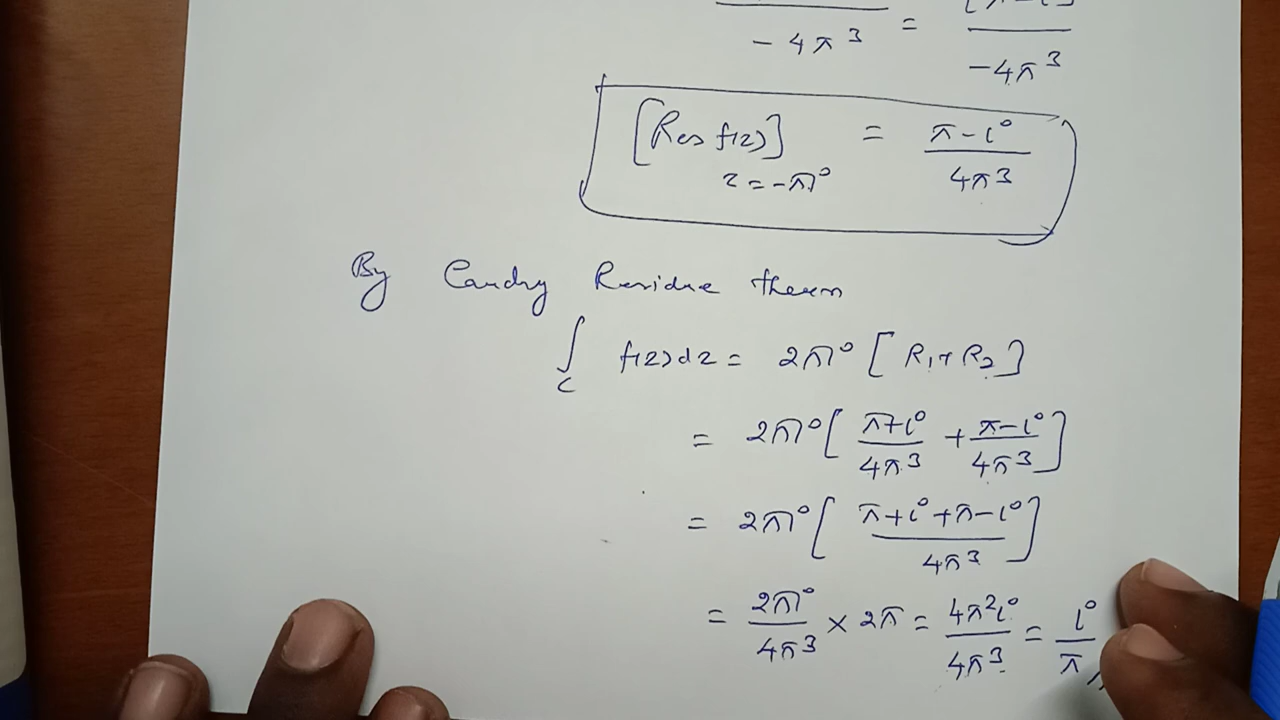 -4π³ = -4π³
[Res f(z)] = π-i / 4π³
z=-πi
By Cauchy Residue therm
∫ f(z)dz = 2πi [R₁+R₂]
c
= 2πi [π+i / 4π³ + π-i / 4π³]
= 2πi [π+i+π-i / 4π³]
= 2πi / 4π³ × 2π = 4π²i / 4π³ = i / π